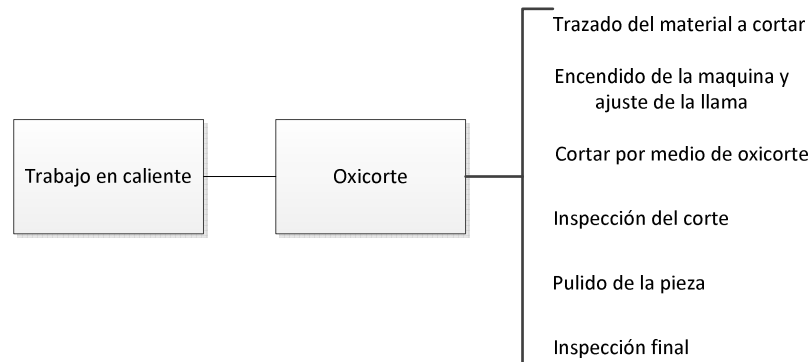 Trabajo en caliente
Oxicorte
Trazado del material a cortar
Encendido de la maquina y
ajuste de la llama
Cortar por medio de oxicorte
Inspección del corte
Pulido de la pieza
Inspección final